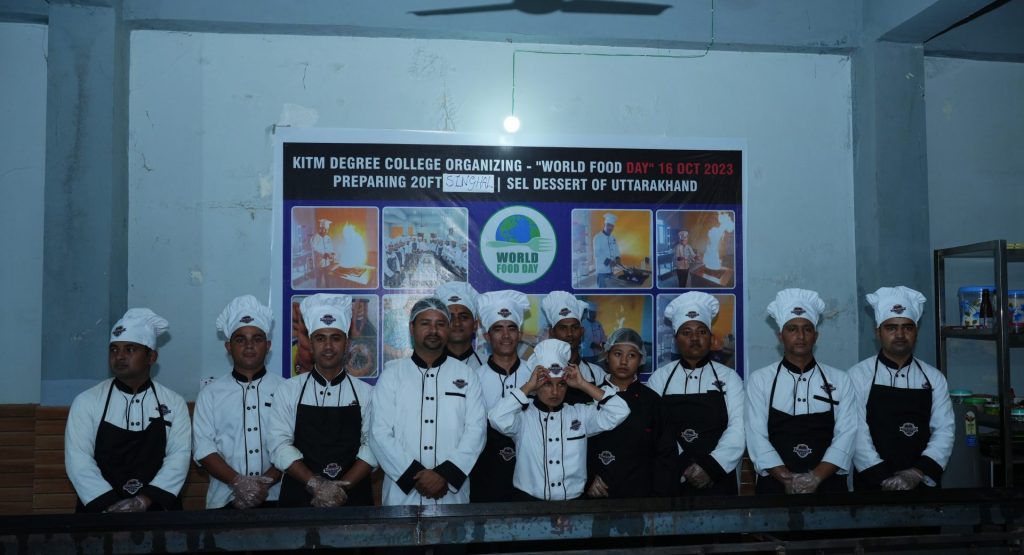 KITM DEGREE COLLEGE ORGANIZING - "WORLD FOOD DAY" 16 OCT 2023
PREPARING 20FT SINGHAL | SEL DESSERT OF UTTARAKHAND
WORLD
FOOD DAY